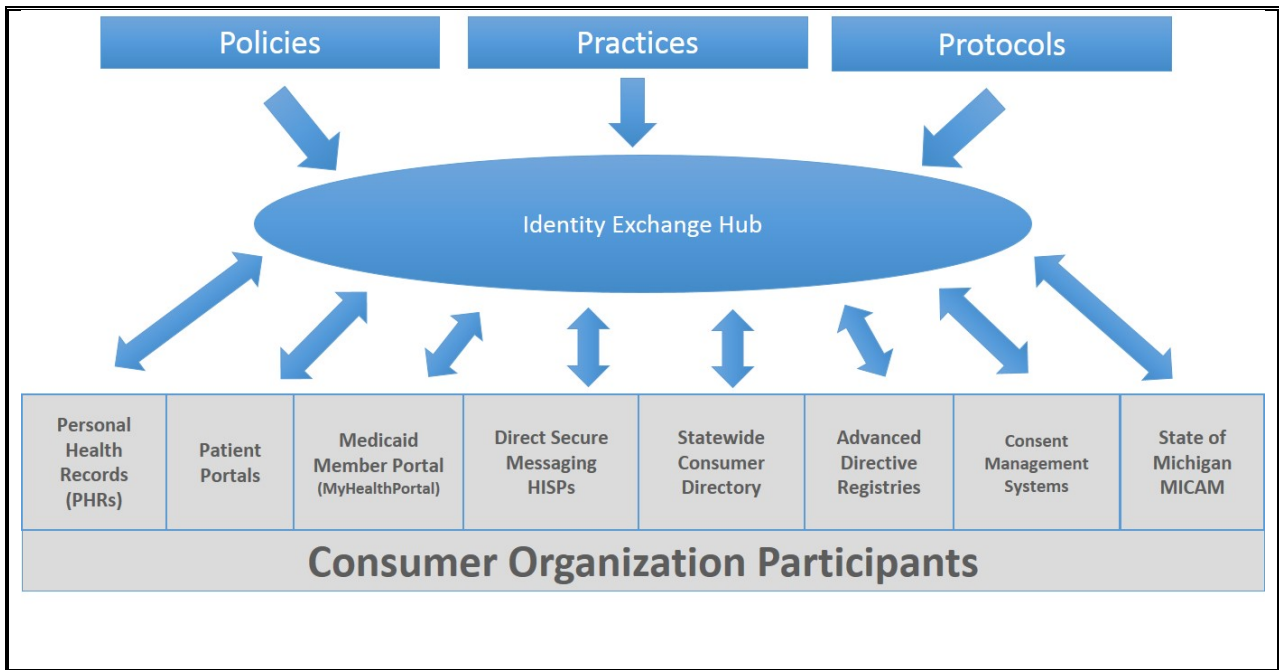 Policies
Practices
Protocols
Identity Exchange Hub
Personal
Health
Records
(PHRs)
Patient
Portals
Medicaid
Member Portal
(MyHealthPortal)
Direct Secure
Messaging
HISPs
Statewide
Consumer
Directory
Advanced
Directive
Registries
Consent
Management
Systems
State of
Michigan
MICAM
Consumer Organization Participants